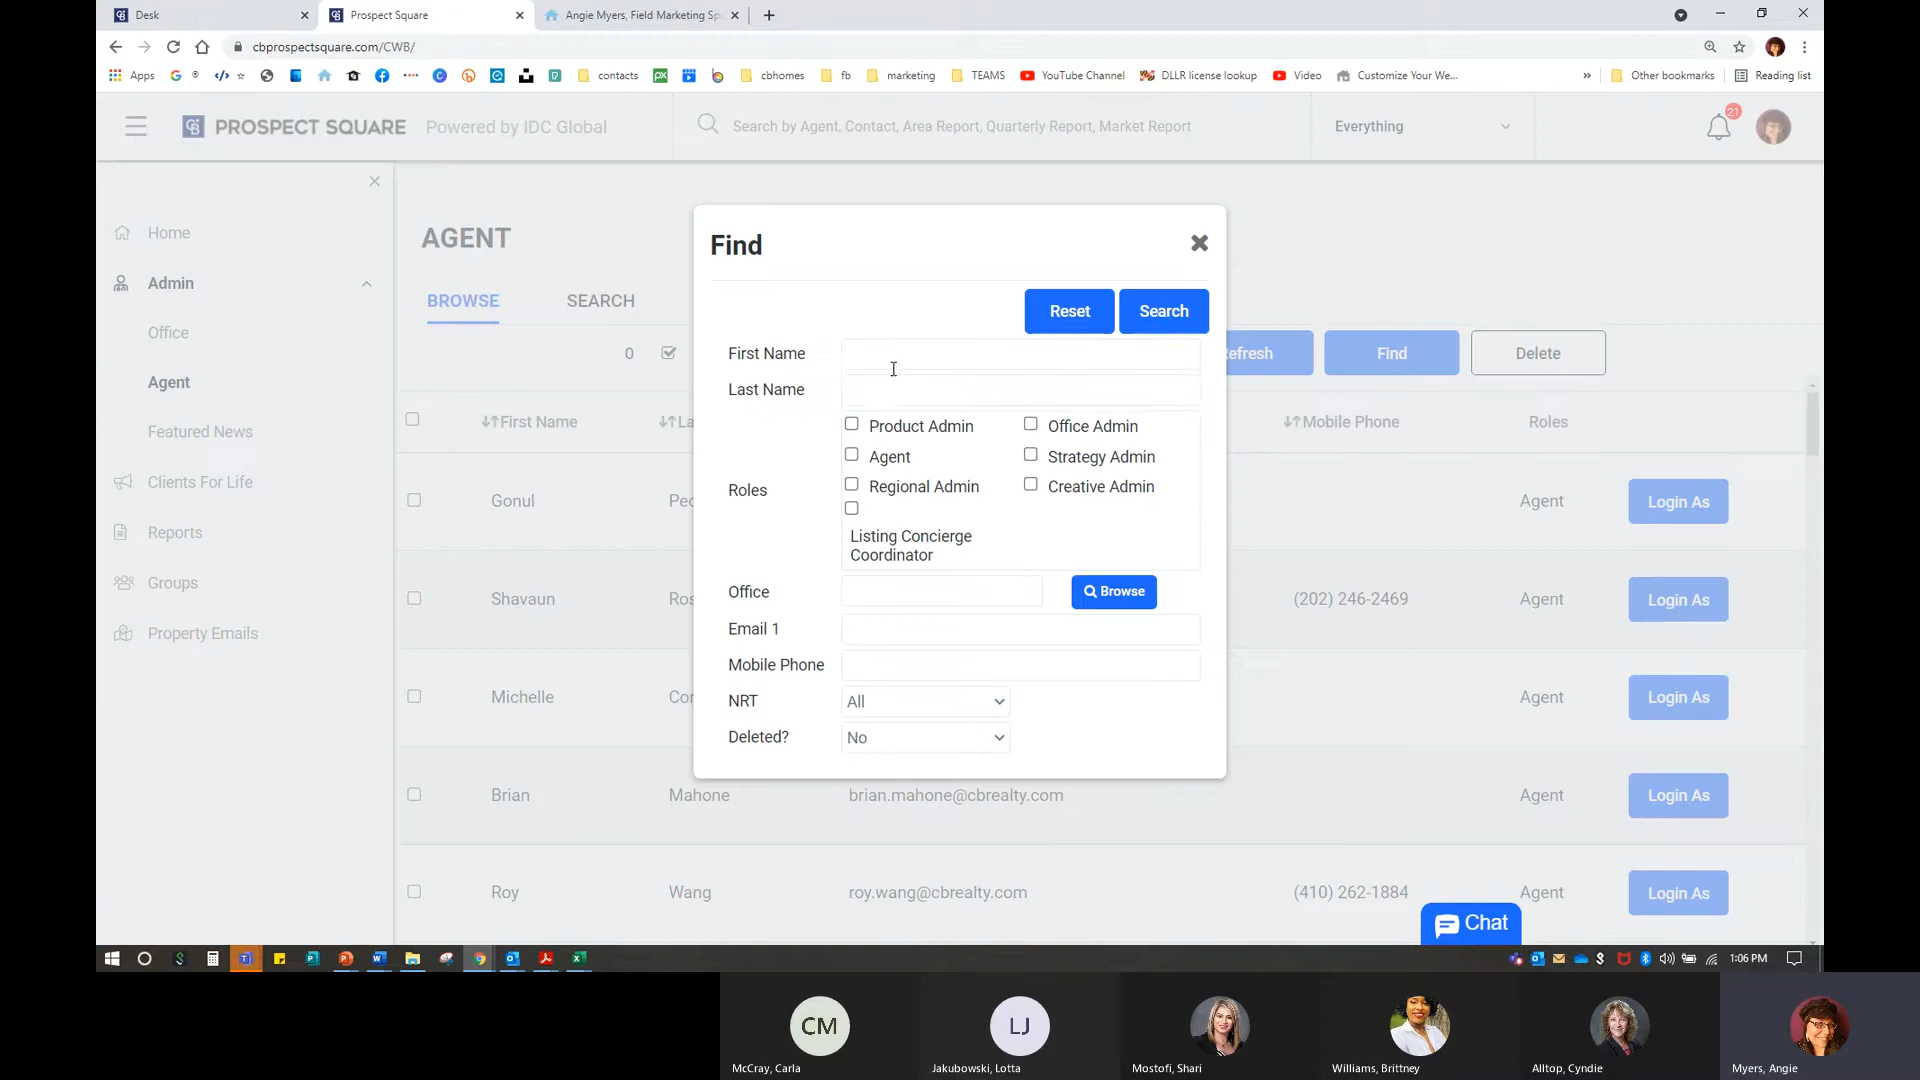 Desk
Prospect Square
Angie Myers, Field Marketing Sp
cbprospectsquare.com/CWB/
Apps
contacts
cbhomes
fb
marketing
TEAMS
YouTube Channel
DLLR license lookup
Video
Customize Your We...
»
Other bookmarks
Reading list
PROSPECT SQUARE
Powered by IDC Global
Search by Agent, Contact, Area Report, Quarterly Report, Market Report
Everything
21
Home
Admin
Office
Agent
Featured News
Clients For Life
Reports
Groups
Property Emails
AGENT
BROWSE
SEARCH
0
Refresh
Find
Delete
First Name
La
Mobile Phone
Roles
Gonul
Pec
Agent
Login As
Shavaun
Ros
(202) 246-2469
Agent
Login As
Michelle
Cor
Agent
Login As
Brian
Mahone
brian.mahone@cbrealty.com
Agent
Login As
Roy
Wang
roy.wang@cbrealty.com
(410) 262-1884
Agent
Login As
Find
Reset
Search
First Name
Last Name
Roles
Product Admin
Office Admin
Agent
Strategy Admin
Regional Admin
Creative Admin
Listing Concierge
Coordinator
Office
Browse
Email 1
Mobile Phone
NRT
All
Deleted?
No
Chat
1:06 PM
CM
McCray, Carla
LJ
Jakubowski, Lotta
Mostofi, Shari
Williams, Brittney
Alltop, Cyndie
Myers, Angie